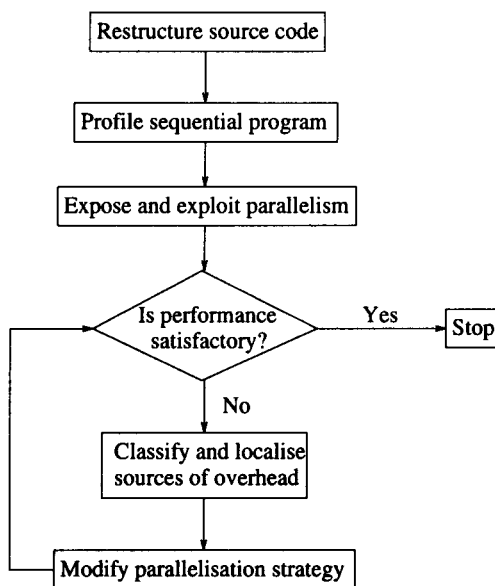 Restructure source code
Profile sequential program
Expose and exploit parallelism
Is performance
satisfactory?
Yes
Stop
No
Classify and localise
sources of overhead
Modify parallelisation strategy